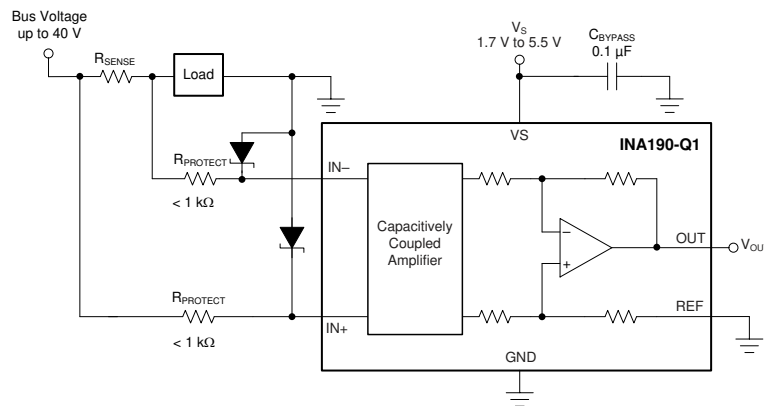 Bus Voltage
up to 40 V
RSENSE
Load
VS
1.7 V to 5.5 V
CBYPASS
0.1 µF
VS
INA190-Q1
RPROTECT
< 1 kΩ
IN–
Capacitively
Coupled
Amplifier
–
+
OUT
VOU
RPROTECT
< 1 kΩ
IN+
REF
GND